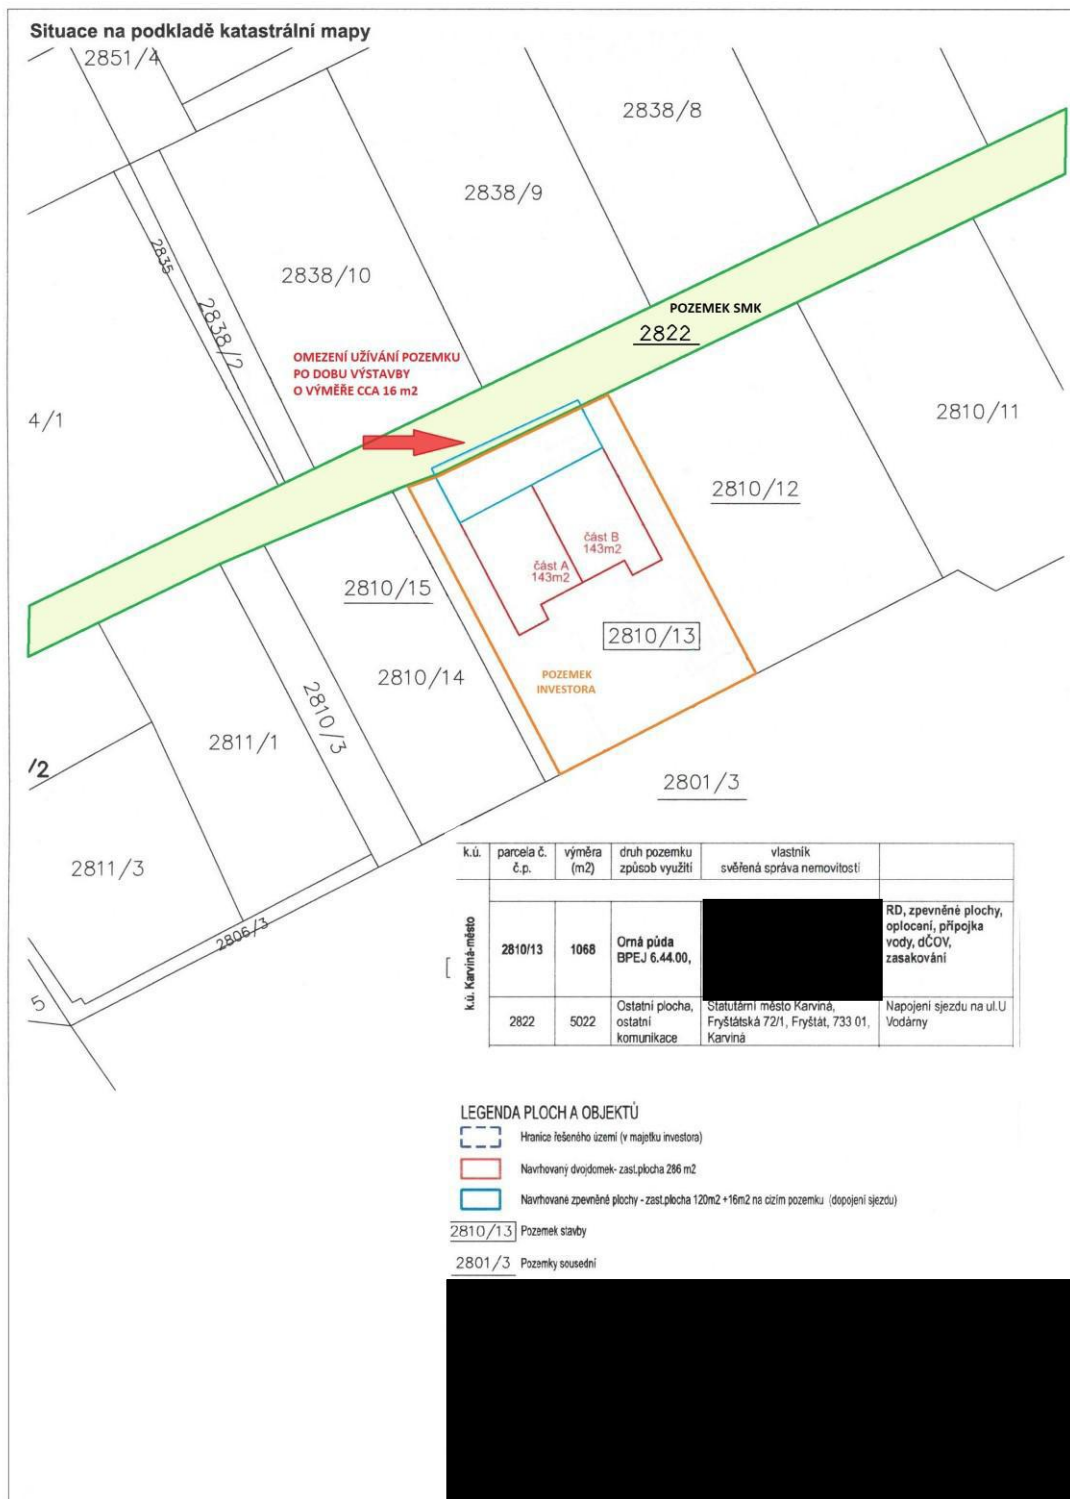 Situace na podkladě katastrální mapy
2851/4
2838/8
2838/9
2835
2838/10
2838/2
POZEMEK SMK
2822
OMEZENÍ UŽÍVÁNÍ POZEMKU
PO DOBU VÝSTAVBY
O VÝMĚŘE CCA 16 m2
4/1
2810/11
2810/12
část B
143m2
část A
143m2
2810/15
2810/13
2810/14
POZEMEK
INVESTORA
2810/3
2811/1
/2
2801/3
2811/3
2806/3
5
k.ú. parcela č. výměra druh pozemku vlastník
č.p. (m2) způsob využití svěřená správa nemovitostí
k.ú. Karviná-město
2810/13 1068 Orná půda
BPEJ 6.44.00,
RD, zpevněné plochy,
oplocení, přípojka
vody, dČOV,
zasakování
2822 5022 Ostatní plocha,
ostatní
komunikace
Statutární město Karviná,
Fryštátská 72/1, Fryštát, 733 01,
Karviná
Napojení sjezdu na ul.U
Vodárny
LEGENDA PLOCH A OBJEKTŮ
Hranice řešeného území (v majetku investora)
Navrhovaný dvojdomek- zast.plocha 286 m2
Navrhované zpevněné plochy - zast.plocha 120m2 +16m2 na cizím pozemku (dopojení sjezdu)
2810/13 Pozemek stavby
2801/3 Pozemky sousední